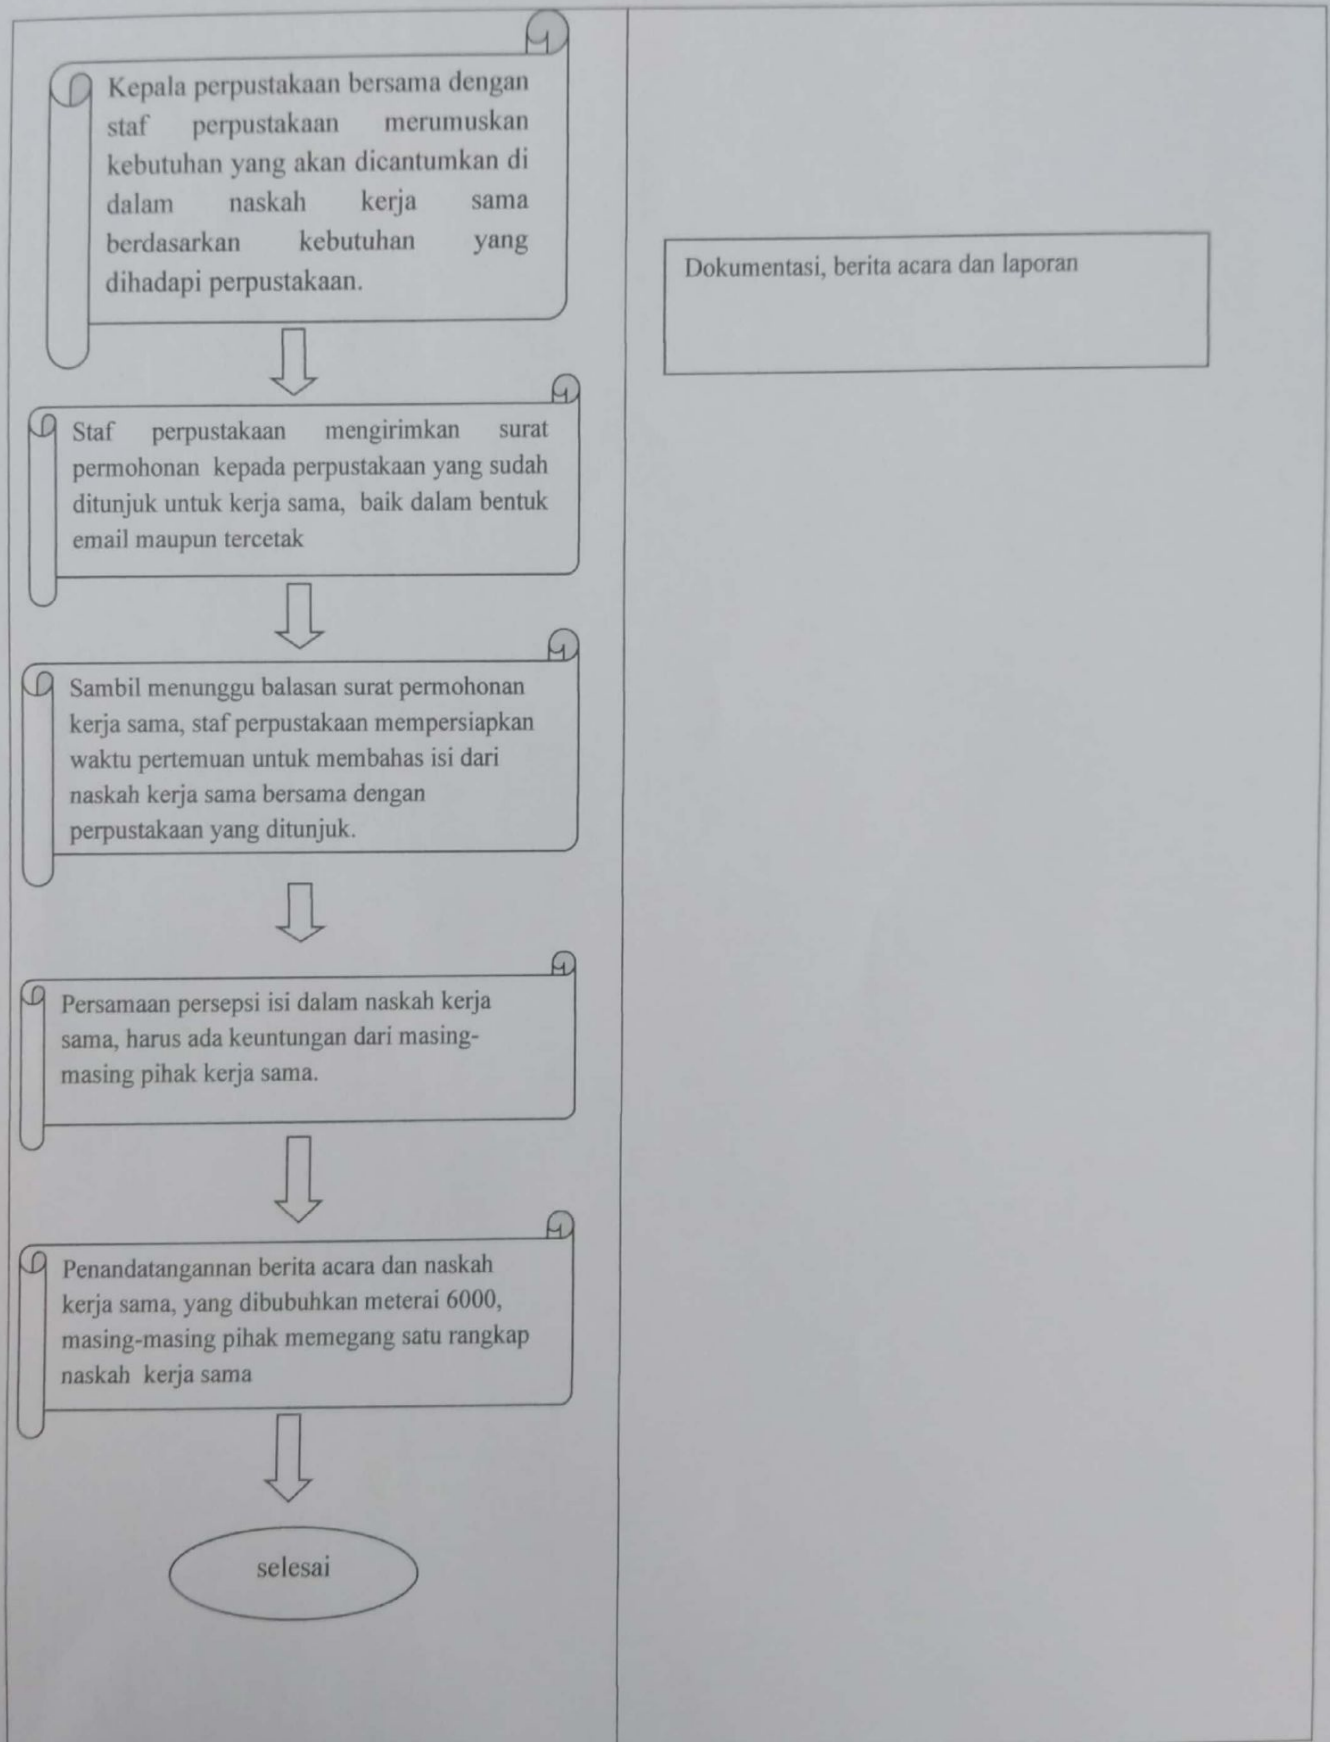 Kepala perpustakaan bersama dengan
staf perpustakaan merumuskan
kebutuhan yang akan dicantumkan di
dalam naskah kerja sama
berdasarkan kebutuhan yang
dihadapi perpustakaan.
Dokumentasi, berita acara dan laporan
Staf perpustakaan mengirimkan surat
permohonan kepada perpustakaan yang sudah
ditunjuk untuk kerja sama, baik dalam bentuk
email maupun tercetak
Sambil menunggu balasan surat permohonan
kerja sama, staf perpustakaan mempersiapkan
waktu pertemuan untuk membahas isi dari
naskah kerja sama bersama dengan
perpustakaan yang ditunjuk.
Persamaan persepsi isi dalam naskah kerja
sama, harus ada keuntungan dari masing-
masing pihak kerja sama.
Penandatangannan berita acara dan naskah
kerja sama, yang dibubuhkan meterai 6000,
masing-masing pihak memegang satu rangkap
naskah kerja sama
selesai